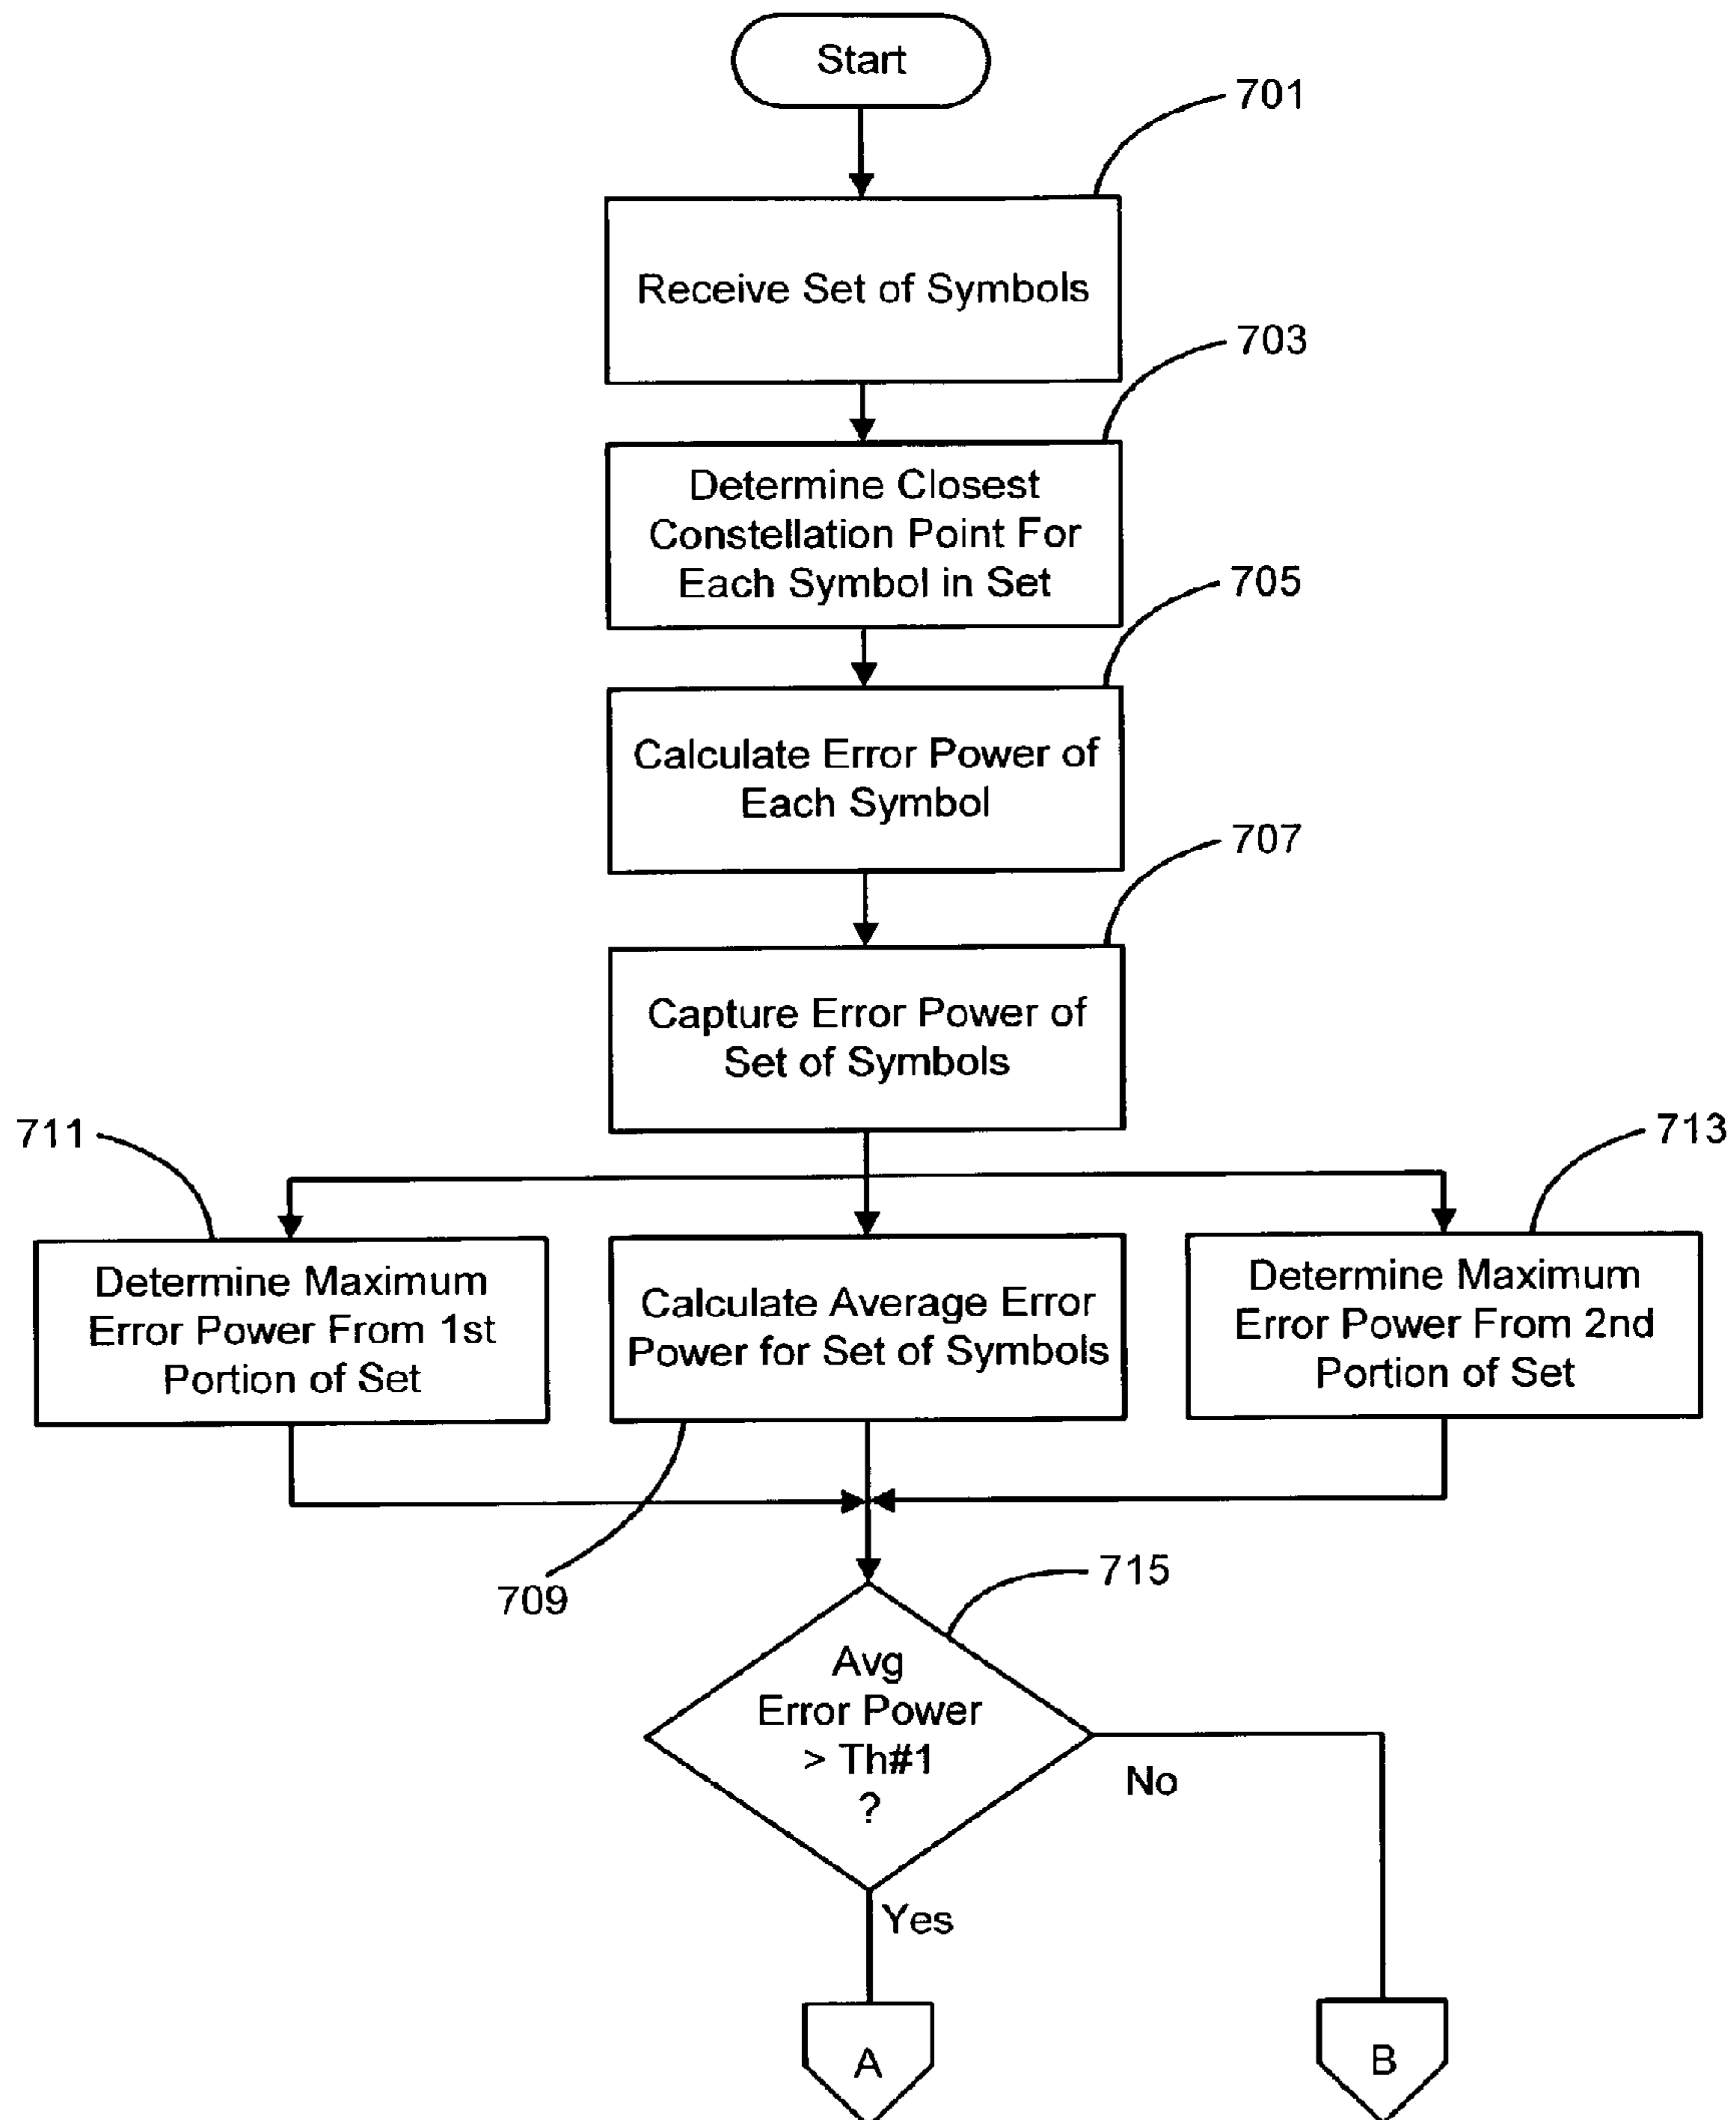 Start
701
Receive Set of Symbols
703
Determine Closest
Constellation Point For
Each Symbol in Set
705
Calculate Error Power of
Each Symbol
707
Capture Error Power of
Set of Symbols
711
713
Determine Maximum
Error Power From 1st
Portion of Set
Calculate Average Error
Power for Set of Symbols
Determine Maximum
Error Power From 2nd
Portion of Set
709
715
Avg
Error Power
> Th#1
?
No
Yes
A
B